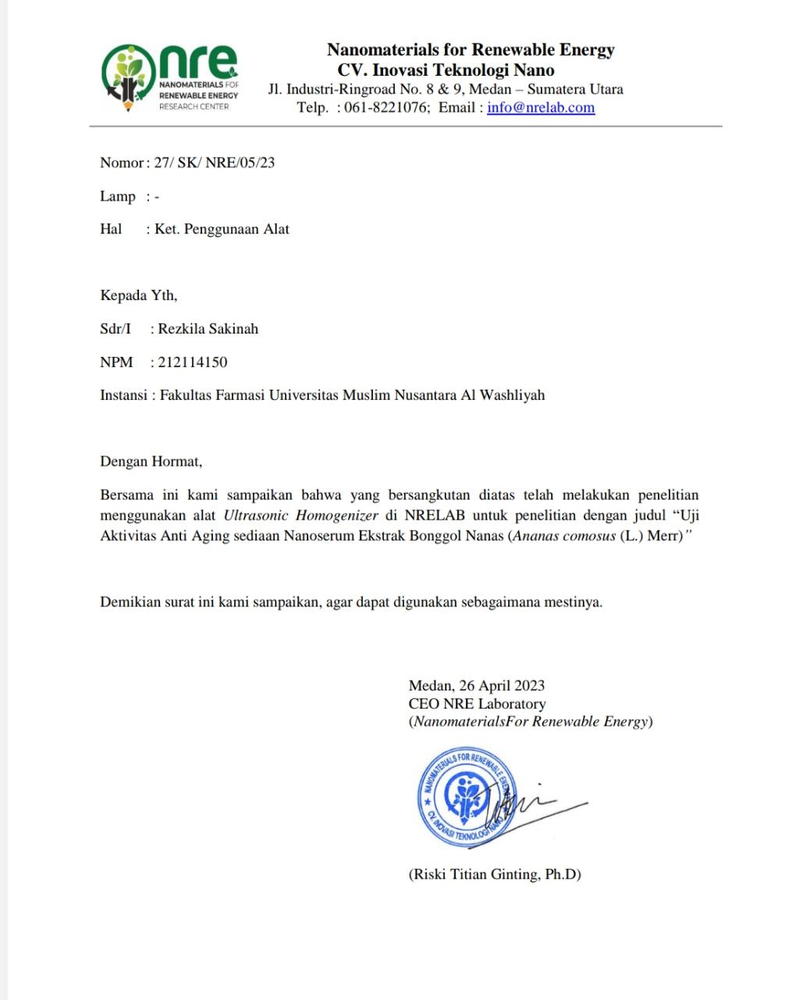 nre
NANOMATERIALS FOR
RENEWABLE ENERGY
RESEARCH CENTER
Nanomaterials for Renewable Energy
CV. Inovasi Teknologi Nano
Jl. Industri-Ringroad No. 8 & 9, Medan – Sumatera Utara
Telp. : 061-8221076; Email : info@nrelab.com
Nomor : 27/ SK/ NRE/05/23
Lamp : -
Hal : Ket. Penggunaan Alat
Kepada Yth,
Sdr/I : Rezkila Sakinah
NPM : 212114150
Instansi : Fakultas Farmasi Universitas Muslim Nusantara Al Washliyah
Dengan Hormat,
Bersama ini kami sampaikan bahwa yang bersangkutan diatas telah melakukan penelitian
menggunakan alat Ultrasonic Homogenizer di NRELAB untuk penelitian dengan judul “Uji
Aktivitas Anti Aging sediaan Nanoserum Ekstrak Bonggol Nanas (Ananas comosus (L.) Merr)”
Demikian surat ini kami sampaikan, agar dapat digunakan sebagaimana mestinya.
Medan, 26 April 2023
CEO NRE Laboratory
(NanomaterialsFor Renewable Energy)
NANOMATERIALS FOR RENEWABLE ENERGY
CV. INOVASI TEKNOLOGI NANO
(Riski Titian Ginting, Ph.D)